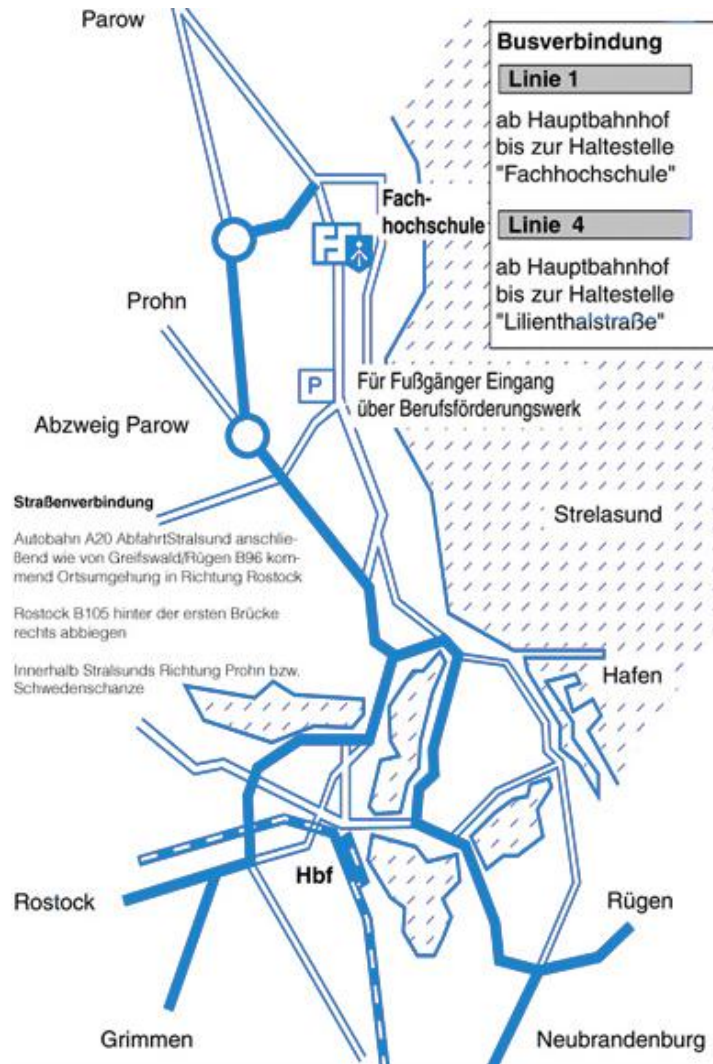 Parow
Busverbindung
Linie 1
ab Hauptbahnhof
bis zur Haltestelle
"Fachhochschule"
Linie 4
ab Hauptbahnhof
bis zur Haltestelle
"Lilienthalstraße"
Fach-
hochschule
Prohn
P
Für Fußgänger Eingang
über Berufsförderungswerk
Abzweig Parow
Straßenverbindung
Autobahn A20 AbfahrtStralsund anschlie-
ßend wie von Greifswald/Rügen B96 kom-
mend Ortsumgehung in Richtung Rostock
Rostock B105 hinter der ersten Brücke
rechts abbiegen
Innerhalb Stralsunds Richtung Prohn bzw.
Schwedenschanze
Strelasund
Hafen
Hbf
Rostock
Rügen
Grimmen
Neubrandenburg